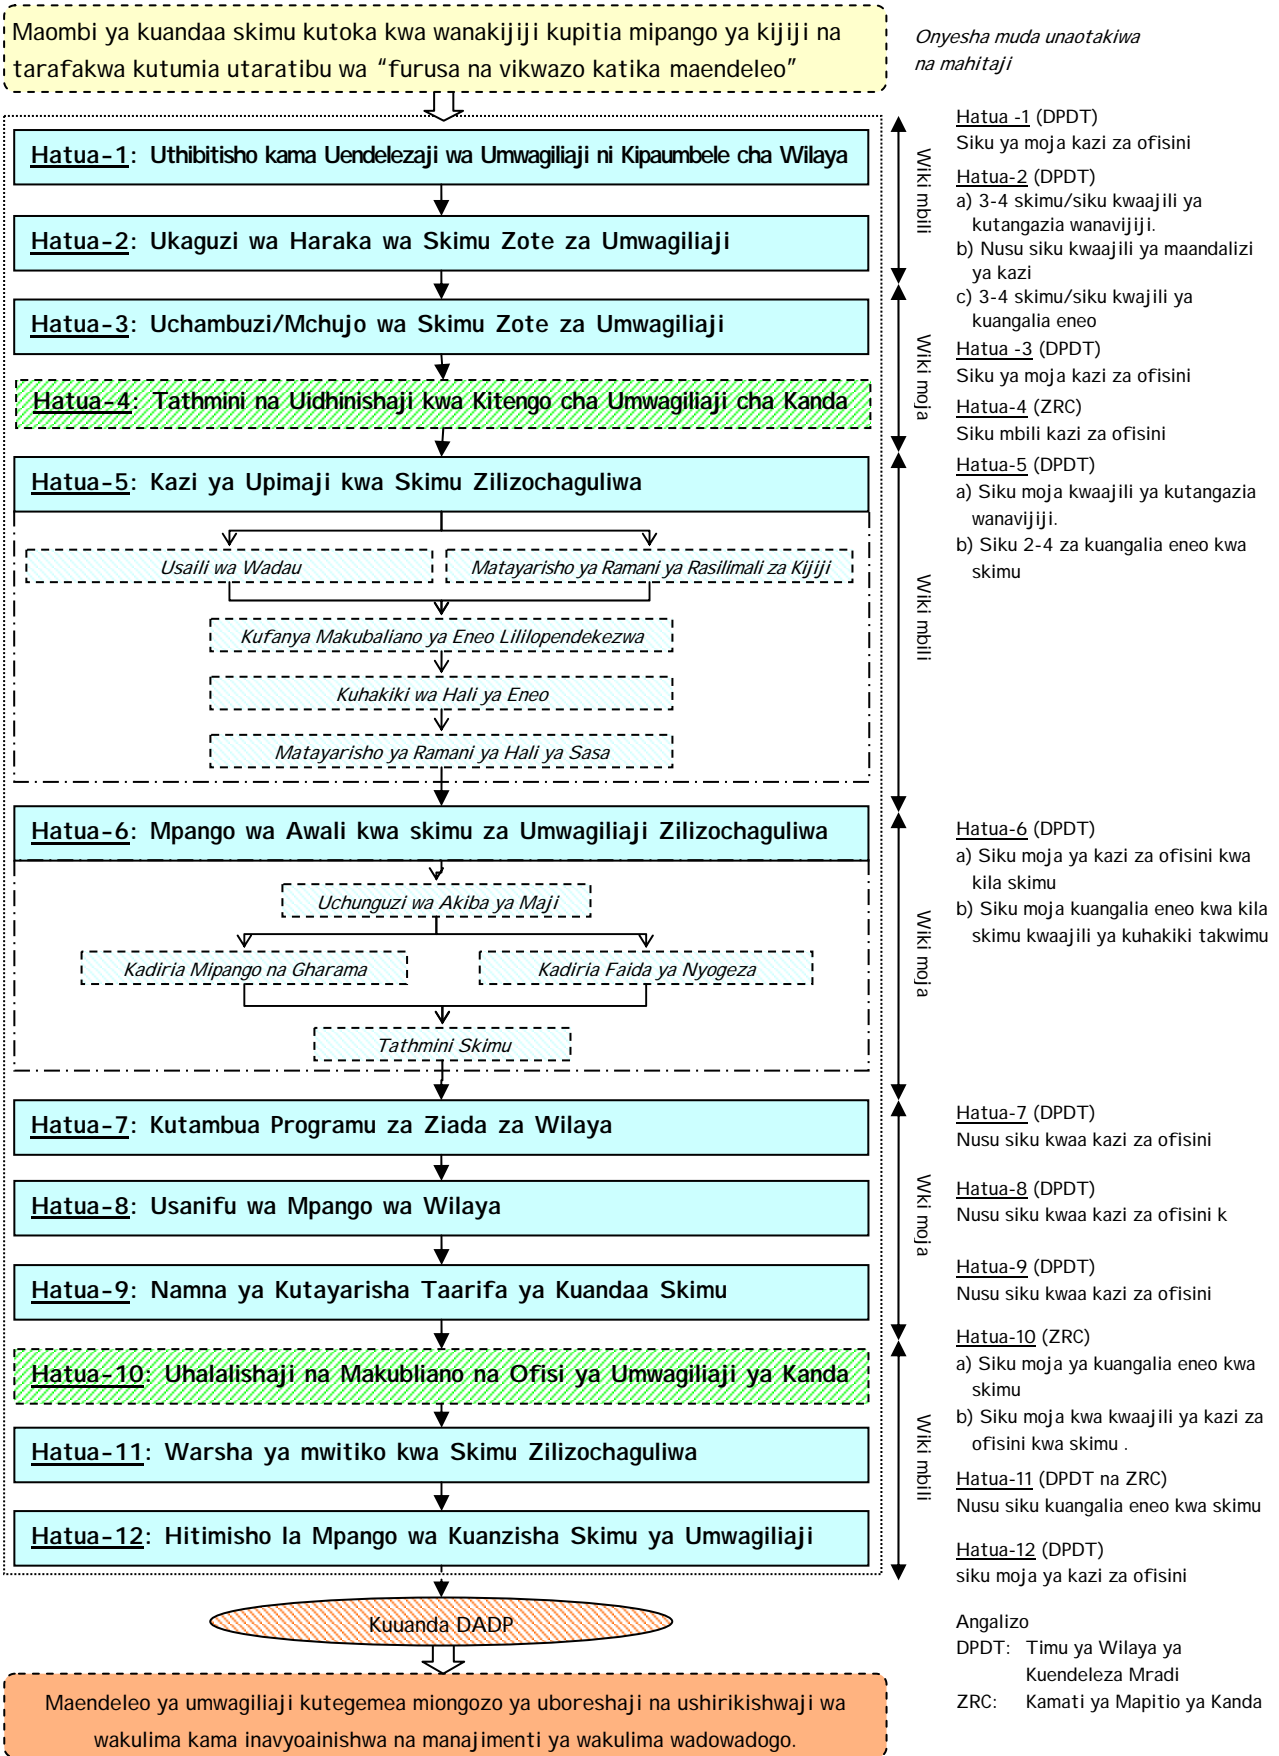 Maombi ya kuandaa skimu kutoka kwa wanakijiji kupitia mipango ya kijiji na
tarafakwa kutumia utaratibu wa “furusa na vikwazo katika maendeleo”
Onyesha muda unaotakiwa
na mahitaji
Hatua-1: Uthibitisho kama Uendelezaji wa Umwagiliaji ni Kipaumbele cha Wilaya
Hatua-2: Ukaguzi wa Haraka wa Skimu Zote za Umwagiliaji
Hatua-3: Uchambuzi/Mchujo wa Skimu Zote za Umwagiliaji
Hatua-4: Tathmini na Uidhinishaji kwa Kitengo cha Umwagiliaji cha Kanda
Hatua-5: Kazi ya Upimaji kwa Skimu Zilizochaguliwa
Usaili wa Wadau
Matayarisho ya Ramani ya Rasilimali za Kijiji
Kufanya Makubaliano ya Eneo Lililopendekezwa
Kuhakiki wa Hali ya Eneo
Matayarisho ya Ramani ya Hali ya Sasa
Hatua-6: Mpango wa Awali kwa skimu za Umwagiliaji Zilizochaguliwa
Uchunguzi wa Akiba ya Maji
Kadiria Mipango na Gharama
Kadiria Faida ya Nyogeza
Tathmini Skimu
Hatua-7: Kutambua Programu za Ziada za Wilaya
Hatua-8: Usanifu wa Mpango wa Wilaya
Hatua-9: Namna ya Kutayarisha Taarifa ya Kuandaa Skimu
Hatua-10: Uhalalishaji na Makubliano na Ofisi ya Umwagiliaji ya Kanda
Hatua-11: Warsha ya mwitiko kwa Skimu Zilizochaguliwa
Hatua-12: Hitimisho la Mpango wa Kuanzisha Skimu ya Umwagiliaji
Kuuanda DADP
Maendeleo ya umwagiliaji kutegemea miongozo ya uboreshaji na ushirikishwaji wa
wakulima kama inavyoainishwa na manajimenti ya wakulima wadowadogo.
Wiki mbili
Wiki moja
Wiki mbili
Wiki moja
Wki moja
Wiki mbili
Hatua -1 (DPDT)
Siku ya moja kazi za ofisini
Hatua-2 (DPDT)
a) 3-4 skimu/siku kwaajili ya
kutangazia wanavijiji.
b) Nusu siku kwaajili ya maandalizi
ya kazi
c) 3-4 skimu/siku kwajili ya
kuangalia eneo
Hatua -3 (DPDT)
Siku ya moja kazi za ofisini
Hatua-4 (ZRC)
Siku mbili kazi za ofisini
Hatua-5 (DPDT)
a) Siku moja kwaajili ya kutangazia
wanavijiji.
b) Siku 2-4 za kuangalia eneo kwa
skimu
Hatua-6 (DPDT)
a) Siku moja ya kazi za ofisini kwa
kila skimu
b) Siku moja kuangalia eneo kwa kila
skimu kwaajili ya kuhakiki takwimu
Hatua-7 (DPDT)
Nusu siku kwaa kazi za ofisini
Hatua-8 (DPDT)
Nusu siku kwaa kazi za ofisini k
Hatua-9 (DPDT)
Nusu siku kwaa kazi za ofisini
Hatua-10 (ZRC)
a) Siku moja ya kuangalia eneo kwa
skimu
b) Siku moja kwa kwaajili ya kazi za
ofisini kwa skimu .
Hatua-11 (DPDT na ZRC)
Nusu siku kuangalia eneo kwa skimu
Hatua-12 (DPDT)
siku moja ya kazi za ofisini
Angalizo
DPDT: Timu ya Wilaya ya
Kuendeleza Mradi
ZRC: Kamati ya Mapitio ya Kanda